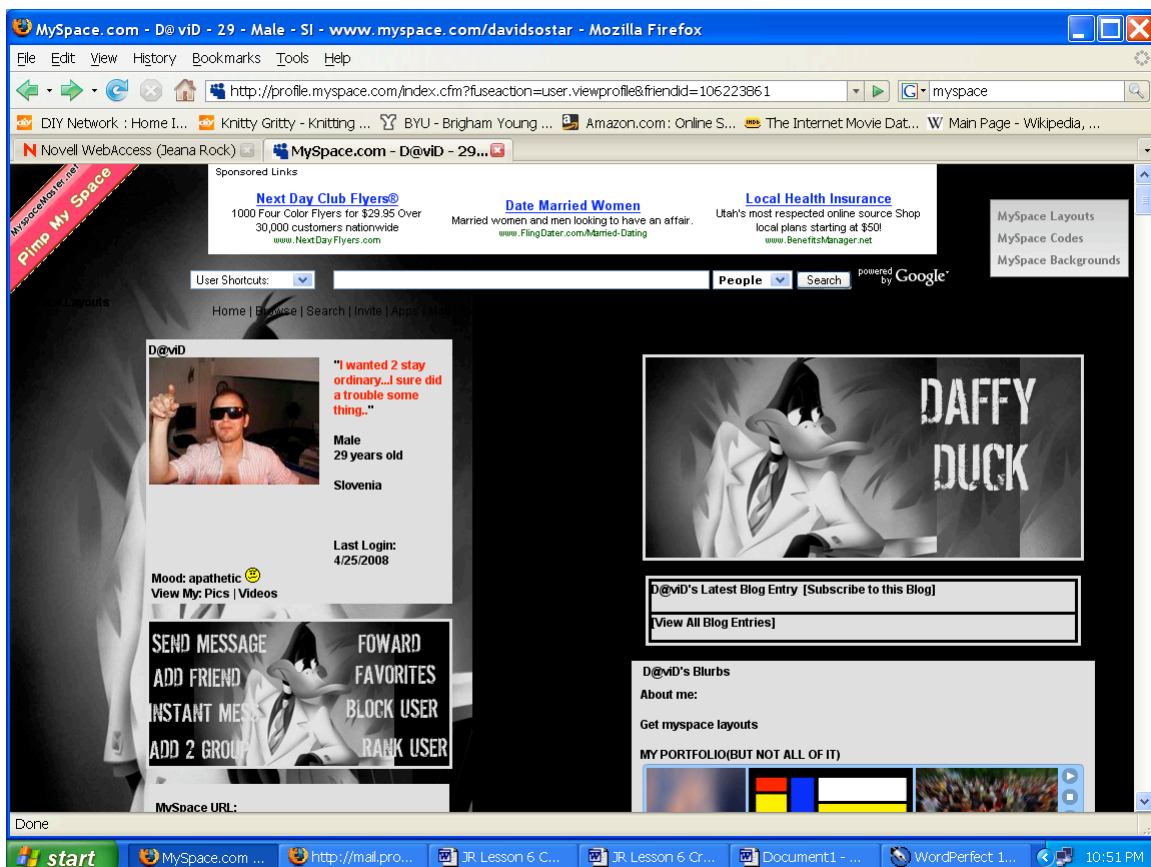 MySpace.com - D@viD - 29 - Male - SI - www.myspace.com/davidsostar - Mozilla Firefox
File Edit View History Bookmarks Tools Help
http://profile.myspace.com/index.cfm?fuseaction=user.viewprofile&friendid=106223861 G myspace
DIY Network : Home I... Knitty Gritty - Knitting ... BYU - Brigham Young ... Amazon.com: Online S... The Internet Movie Dat... W Main Page - Wikipedia, ...
N Novell WebAccess (Jeana Rock) MySpace.com - D@viD - 29...
MyspaceMaster.net
Pimp My Space
Sponsored Links
Next Day Club Flyers®
1000 Four Color Flyers for $29.95 Over
30,000 customers nationwide
www.NextDayFlyers.com
Date Married Women
Married women and men looking to have an affair.
www.FlingDater.com/Married-Dating
Local Health Insurance
Utah's most respected online source Shop
local plans starting at $50!
www.BenefitsManager.net
MySpace Layouts
MySpace Codes
MySpace Backgrounds
User Shortcuts: People Search powered by Google
Layouts
Home | Browse | Search | Invite | Apps |
D@viD
"I wanted 2 stay
ordinary...I sure did
a trouble some
thing.."
Male
29 years old
Slovenia
Last Login:
4/25/2008
Mood: apathetic
View My: Pics | Videos
SEND MESSAGE FOWARD
ADD FRIEND FAVORITES
INSTANT MESS BLOCK USER
ADD 2 GROUP RANK USER
MySpace URL:
DAFFY
DUCK
D@viD's Latest Blog Entry [Subscribe to this Blog]
[View All Blog Entries]
D@viD's Blurbs
About me:
Get myspace layouts
MY PORTFOLIO(BUT NOT ALL OF IT)
Done
start MySpace.com ... http://mail.pro... JR Lesson 6 C... JR Lesson 6 Cr... Document1 - ... WordPerfect 1... 10:51 PM